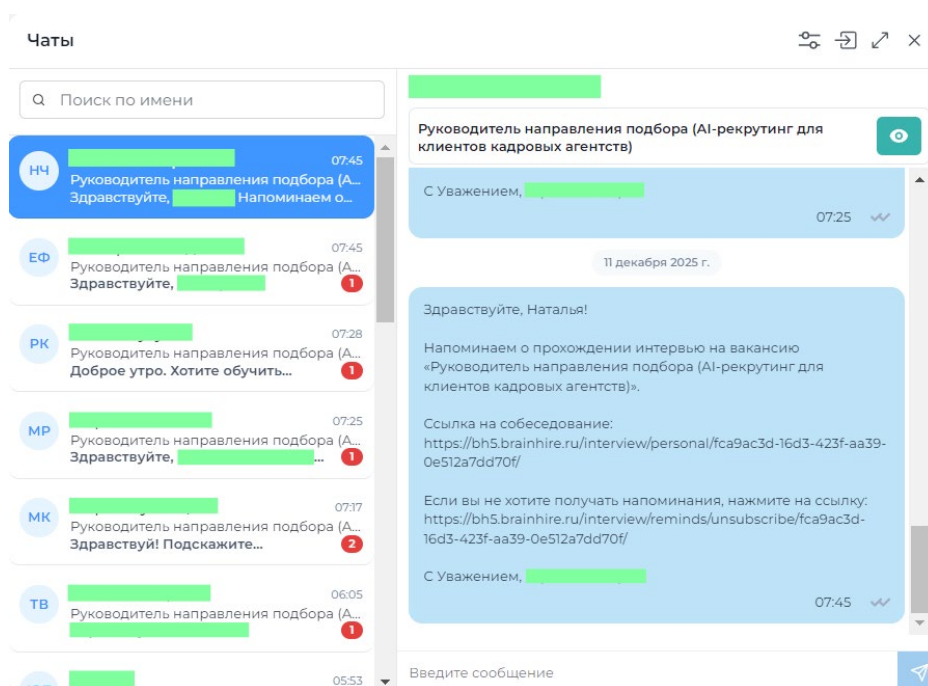 Чаты
Поиск по имени
НЧ
07:45
Руководитель направления подбора (А...
Здравствуйте, Напоминаем о...
ЕФ
07:45
Руководитель направления подбора (А...
Здравствуйте,
1
РК
07:28
Руководитель направления подбора (А...
Доброе утро. Хотите обучить...
1
МР
07:25
Руководитель направления подбора (А...
Здравствуйте, ...
1
МК
07:17
Руководитель направления подбора (А...
Здравствуй! Подскажите...
2
ТВ
06:05
Руководитель направления подбора (А...
1
05:53
Руководитель направления подбора (AI-рекрутинг для
клиентов кадровых агентств)
С Уважением,
07:25
11 декабря 2025 г.
Здравствуйте, Наталья!
Напоминаем о прохождении интервью на вакансию
«Руководитель направления подбора (AI-рекрутинг для
клиентов кадровых агентств)».
Ссылка на собеседование:
https://bh5.brainhire.ru/interview/personal/fca9ac3d-16d3-423f-aa39-
0e512a7dd70f/
Если вы не хотите получать напоминания, нажмите на ссылку:
https://bh5.brainhire.ru/interview/reminds/unsubscribe/fca9ac3d-
16d3-423f-aa39-0e512a7dd70f/
С Уважением,
07:45
Введите сообщение